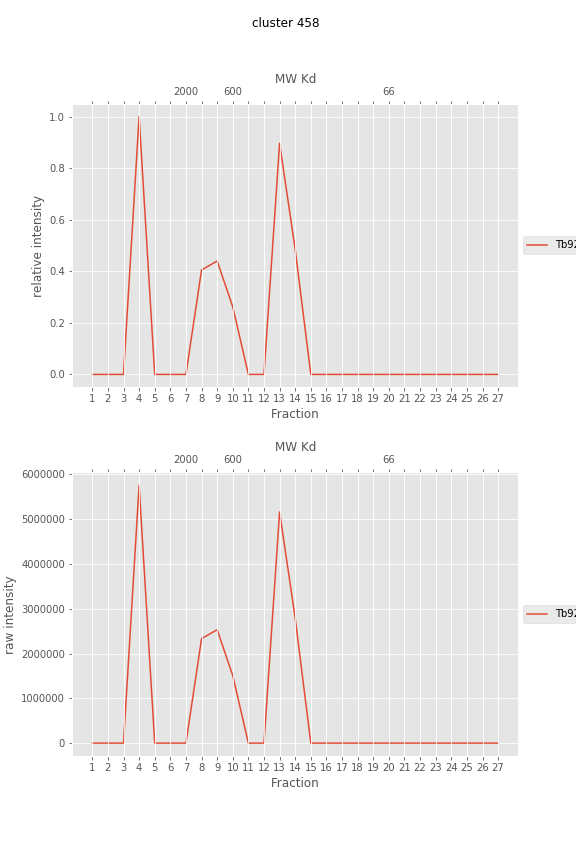 cluster 458
MW Kd
2000 600 66
1.0
0.8
0.6
0.4
0.2
0.0
relative intensity
Tb92
1 2 3 4 5 6 7 8 9 10 11 12 13 14 15 16 17 18 19 20 21 22 23 24 25 26 27
Fraction
MW Kd
2000 600 66
6000000
5000000
4000000
3000000
2000000
1000000
0
raw intensity
Tb92
1 2 3 4 5 6 7 8 9 10 11 12 13 14 15 16 17 18 19 20 21 22 23 24 25 26 27
Fraction